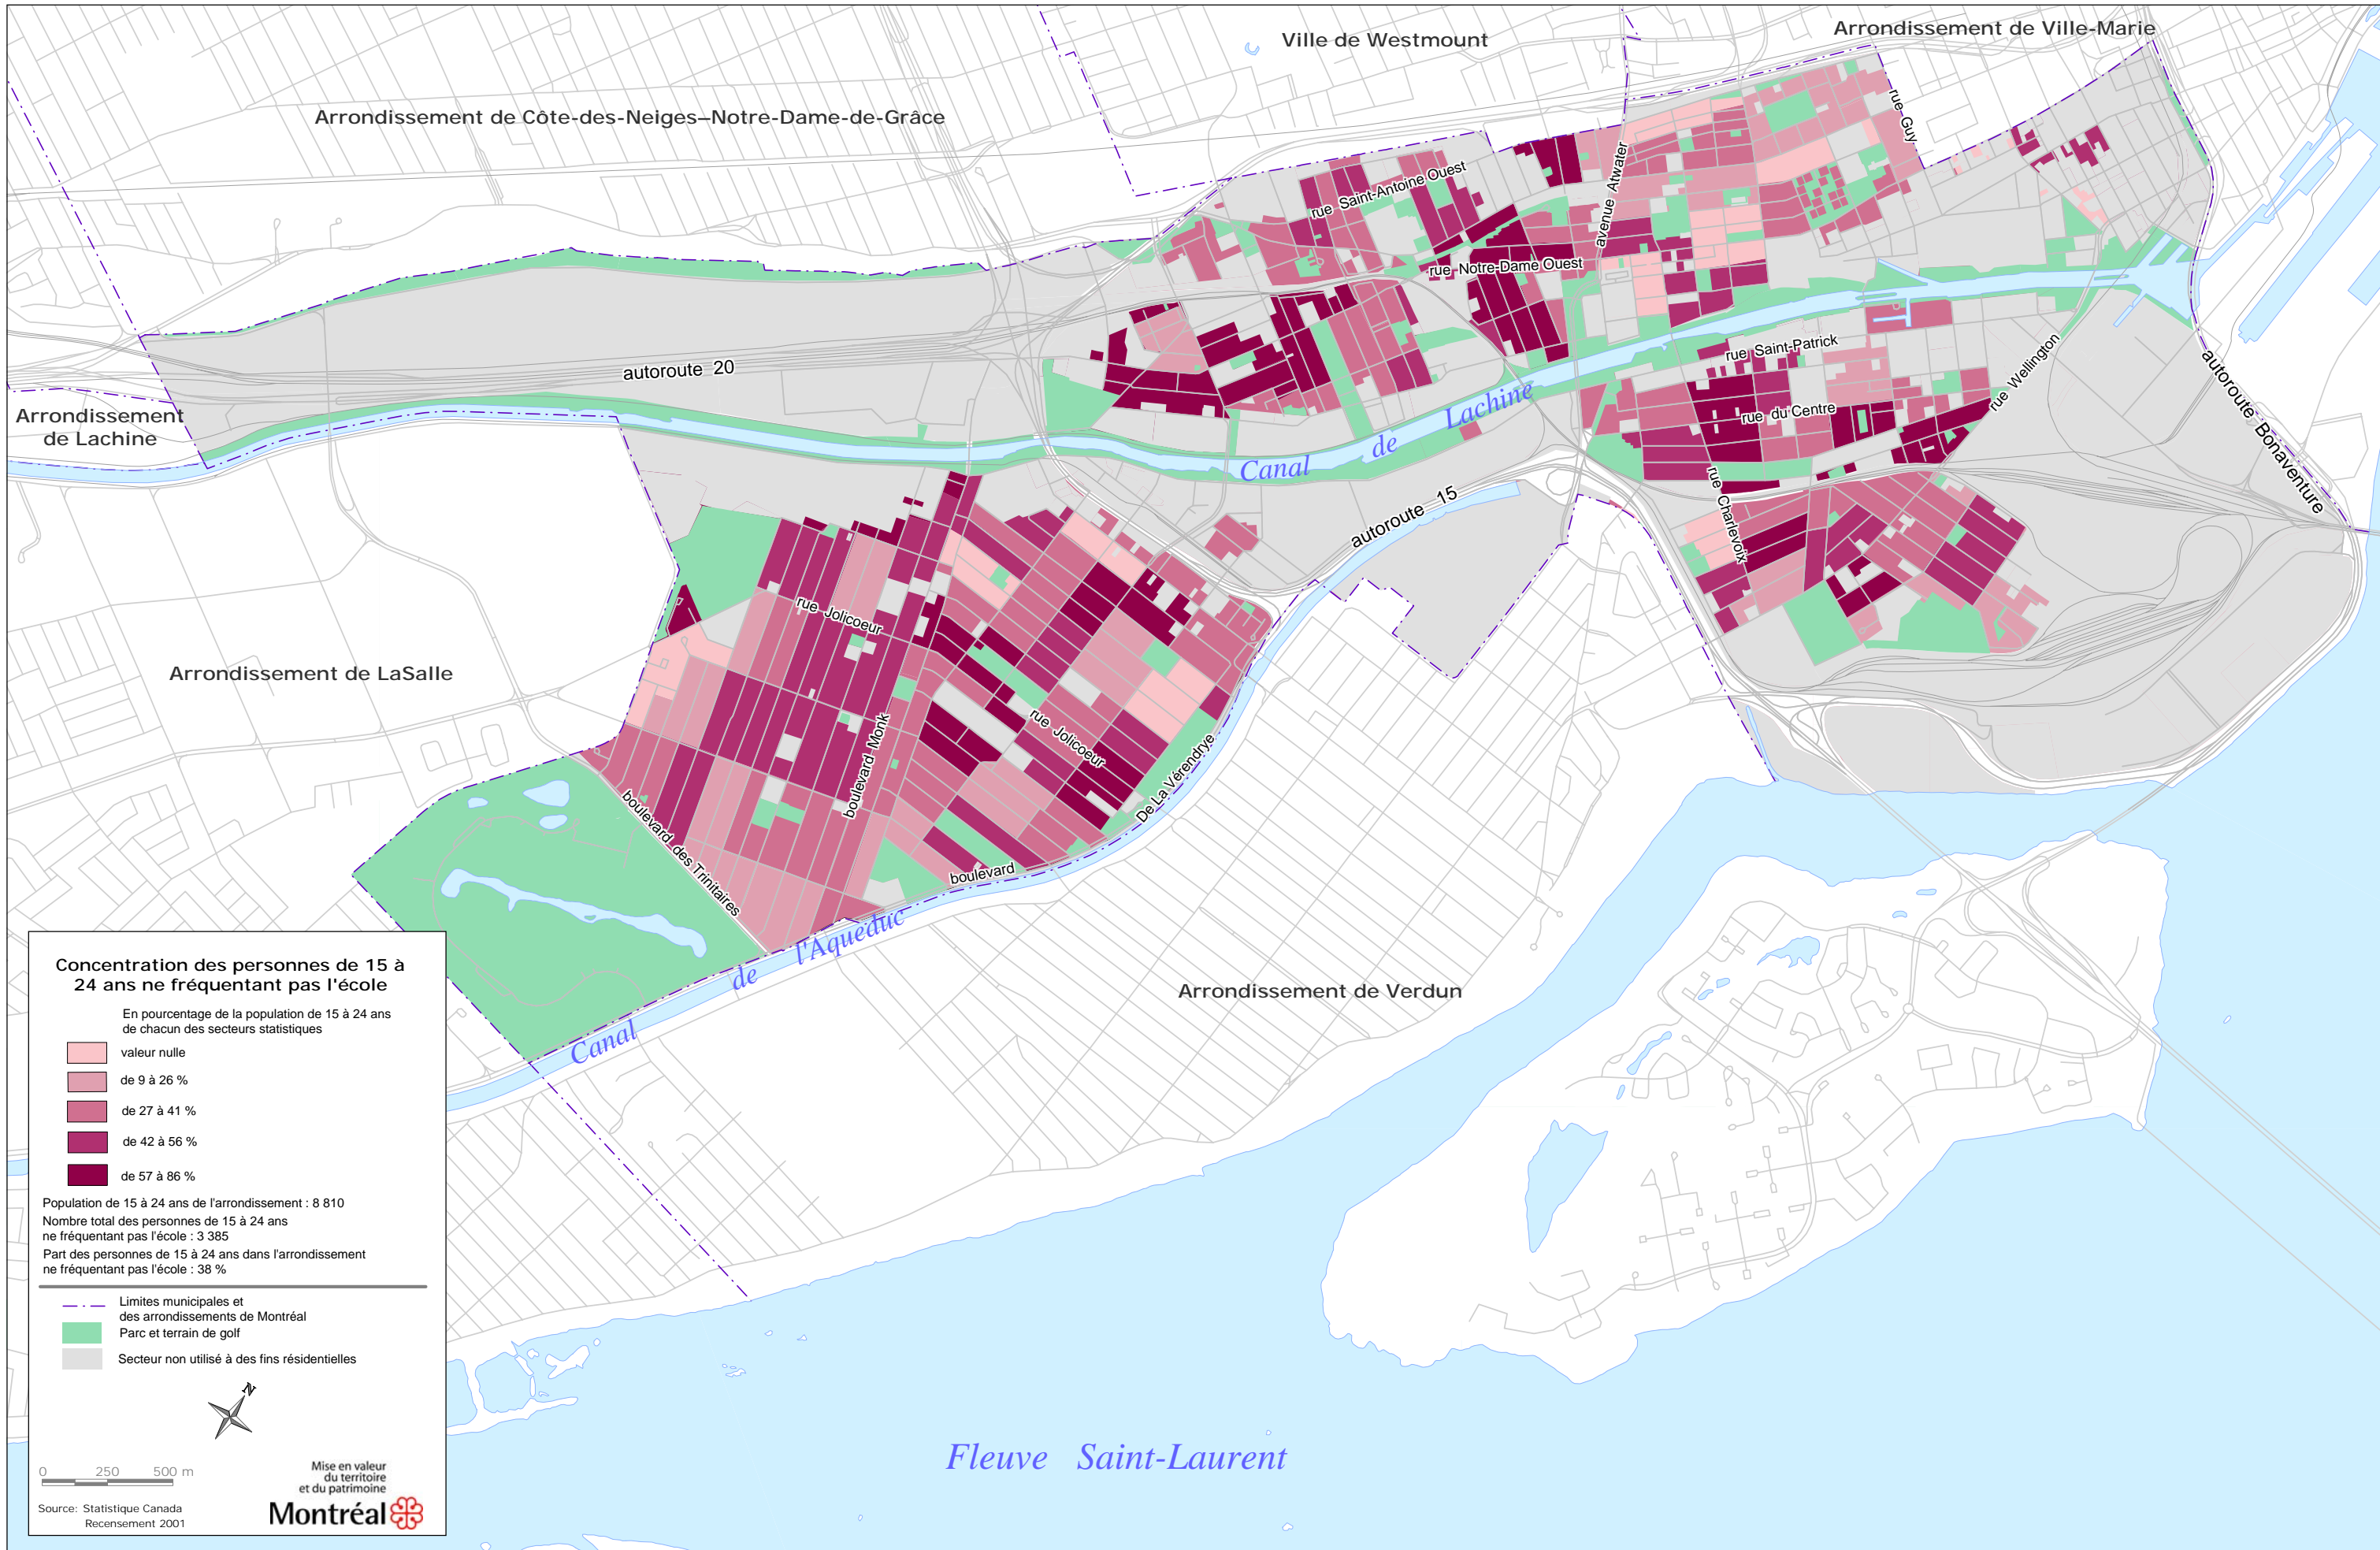 Ville de Westmount
Arrondissement de Ville-Marie
Arrondissement de Côte-des-Neiges–Notre-Dame-de-Grâce
rue Guy
rue Saint-Antoine Ouest
avenue Atwater
rue Notre-Dame Ouest
autoroute 20
rue Saint-Patrick
rue Wellington
autoroute Bonaventure
Arrondissement
de Lachine
Canal de Lachine
rue du Centre
rue Charlevoix
autoroute 15
rue Jolicoeur
Arrondissement de LaSalle
rue Jolicoeur
boulevard Monk
boulevard De La Vérendrye
boulevard des Trinitaires
Canal de l'Aqueduc
Arrondissement de Verdun
Fleuve Saint-Laurent
Concentration des personnes de 15 à
24 ans ne fréquentant pas l'école
En pourcentage de la population de 15 à 24 ans
de chacun des secteurs statistiques
valeur nulle
de 9 à 26 %
de 27 à 41 %
de 42 à 56 %
de 57 à 86 %
Population de 15 à 24 ans de l'arrondissement : 8 810
Nombre total des personnes de 15 à 24 ans
ne fréquentant pas l'école : 3 385
Part des personnes de 15 à 24 ans dans l'arrondissement
ne fréquentant pas l'école : 38 %
Limites municipales et
des arrondissements de Montréal
Parc et terrain de golf
Secteur non utilisé à des fins résidentielles
N
0 250 500 m
Mise en valeur
du territoire
et du patrimoine
Montréal
Source: Statistique Canada
Recensement 2001